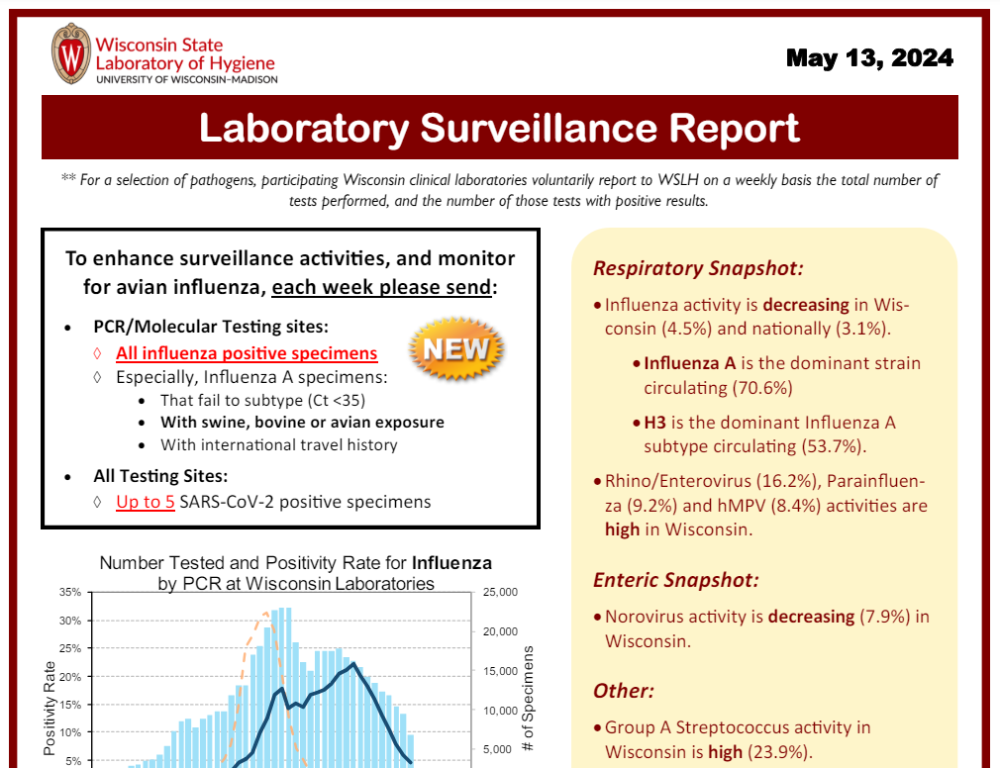 Wisconsin State
Laboratory of Hygiene
UNIVERSITY OF WISCONSIN–MADISON
May 13, 2024
Laboratory Surveillance Report
** For a selection of pathogens, participating Wisconsin clinical laboratories voluntarily report to WSLH on a weekly basis the total number of
tests performed, and the number of those tests with positive results.
To enhance surveillance activities, and monitor
for avian influenza, each week please send:
• PCR/Molecular Testing sites:
◊ All influenza positive specimens
◊ Especially, Influenza A specimens:
• That fail to subtype (Ct <35)
• With swine, bovine or avian exposure
• With international travel history
• All Testing Sites:
◊ Up to 5 SARS-CoV-2 positive specimens
NEW
Number Tested and Positivity Rate for Influenza
by PCR at Wisconsin Laboratories
35%
30%
25%
20%
15%
10%
5%
Positivity Rate
25,000
20,000
15,000
10,000
5,000
# of Specimens
Respiratory Snapshot:
• Influenza activity is decreasing in Wis-
consin (4.5%) and nationally (3.1%).
• Influenza A is the dominant strain
circulating (70.6%)
• H3 is the dominant Influenza A
subtype circulating (53.7%).
• Rhino/Enterovirus (16.2%), Parainfluen-
za (9.2%) and hMPV (8.4%) activities are
high in Wisconsin.
Enteric Snapshot:
• Norovirus activity is decreasing (7.9%) in
Wisconsin.
Other:
• Group A Streptococcus activity in
Wisconsin is high (23.9%).